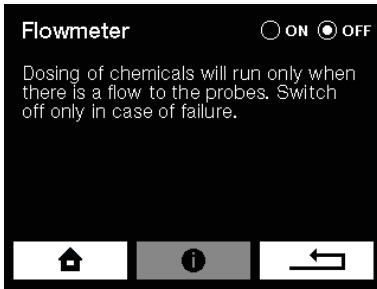 Flowmeter ON OFF
Dosing of chemicals will run only when
there is a flow to the probes. Switch
off only in case of failure.